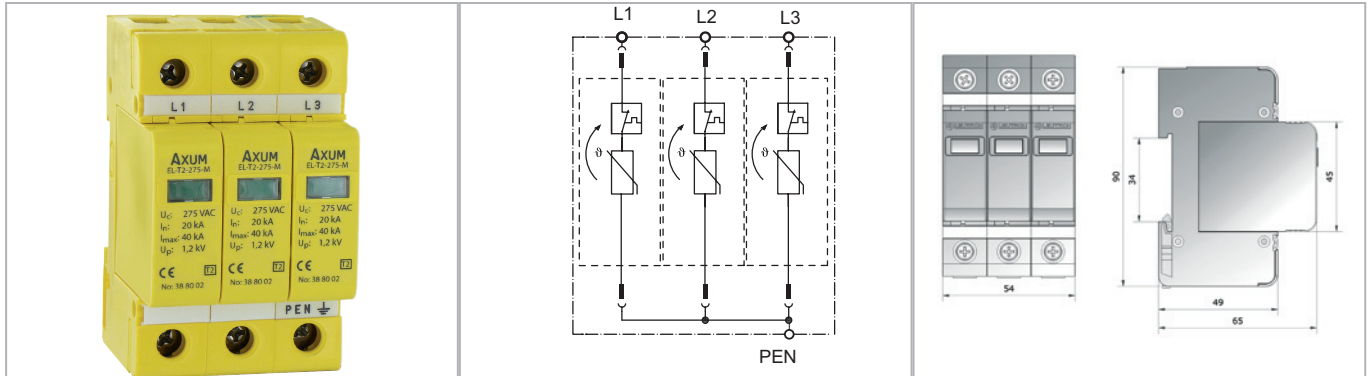 L1 L2 L3
AXUM
EL-T2-275-M
UC: 275 VAC
In: 20 kA
Imax: 40 kA
Up: 1,2 kV
CE T2
No: 38 80 02
AXUM
EL-T2-275-M
UC: 275 VAC
In: 20 kA
Imax: 40 kA
Up: 1,2 kV
CE T2
No: 38 80 02
AXUM
EL-T2-275-M
UC: 275 VAC
In: 20 kA
Imax: 40 kA
Up: 1,2 kV
CE T2
No: 38 80 02
PEN
L1 L2 L3
ϑ ϑ ϑ
PEN
90
34
45
54
49
65